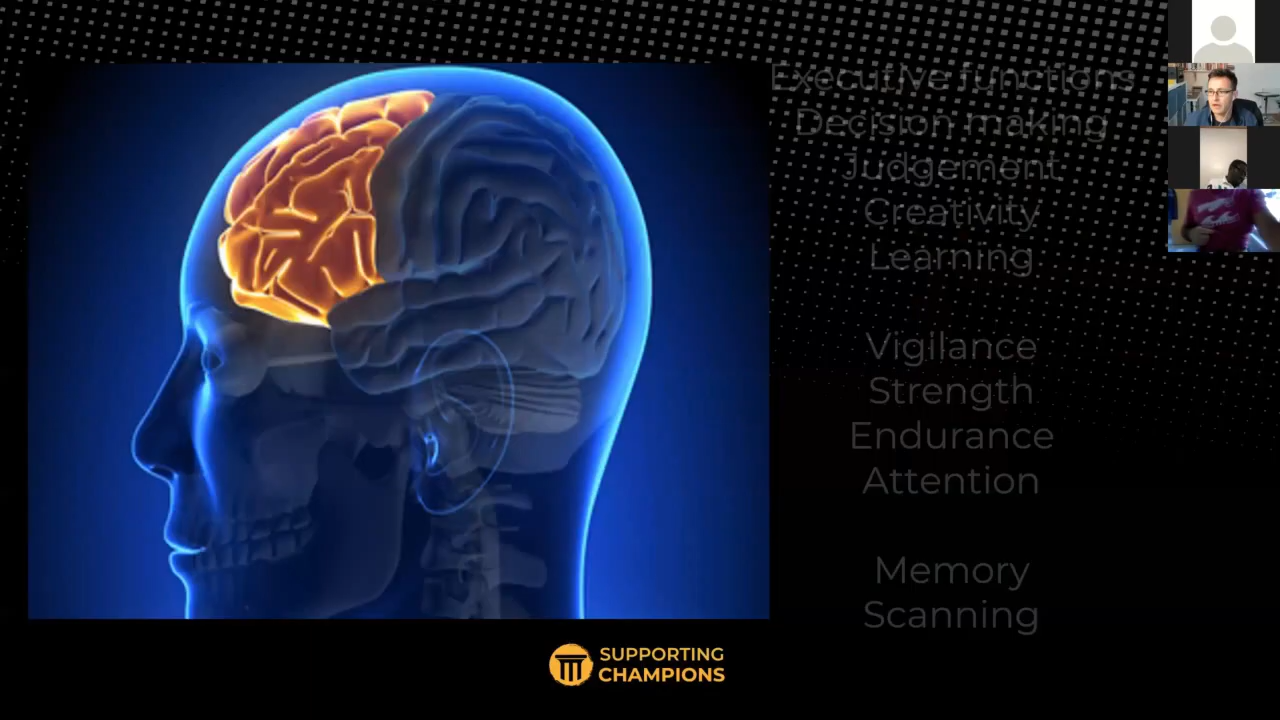 Executive functions
Decision making
Judgement
Creativity
Learning
Vigilance
Strength
Endurance
Attention
Memory
Scanning
SUPPORTING
CHAMPIONS